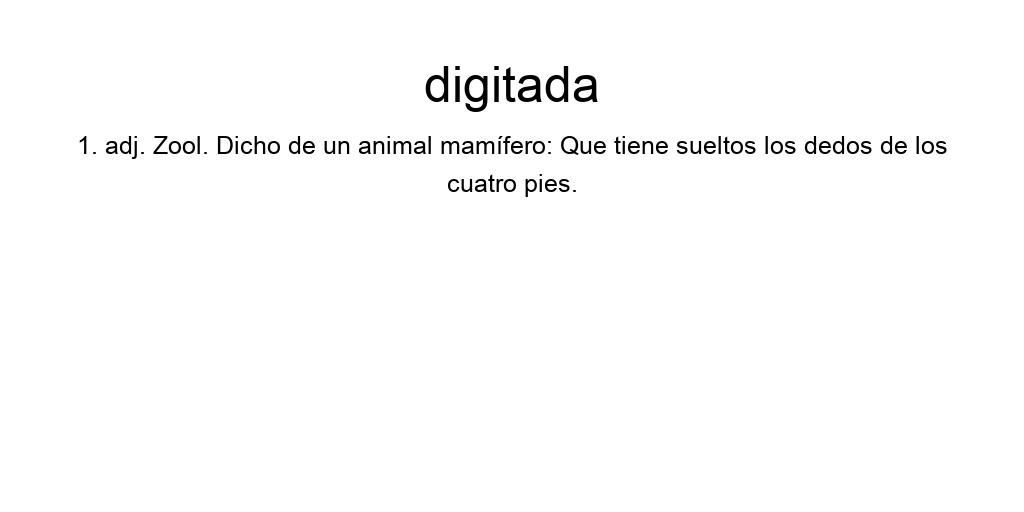 digitada
1. adj. Zool. Dicho de un animal mamífero: Que tiene sueltos los dedos de los
cuatro pies.